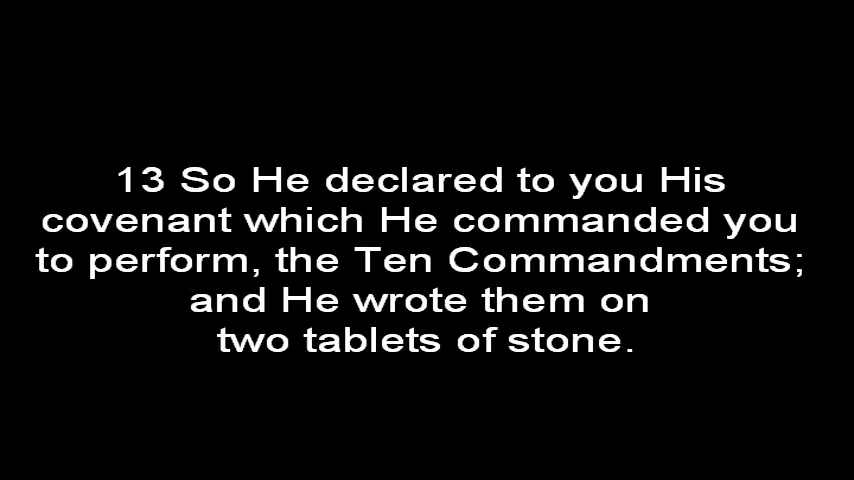 13 So He declared to you His
covenant which He commanded you
to perform, the Ten Commandments;
and He wrote them on
two tablets of stone.